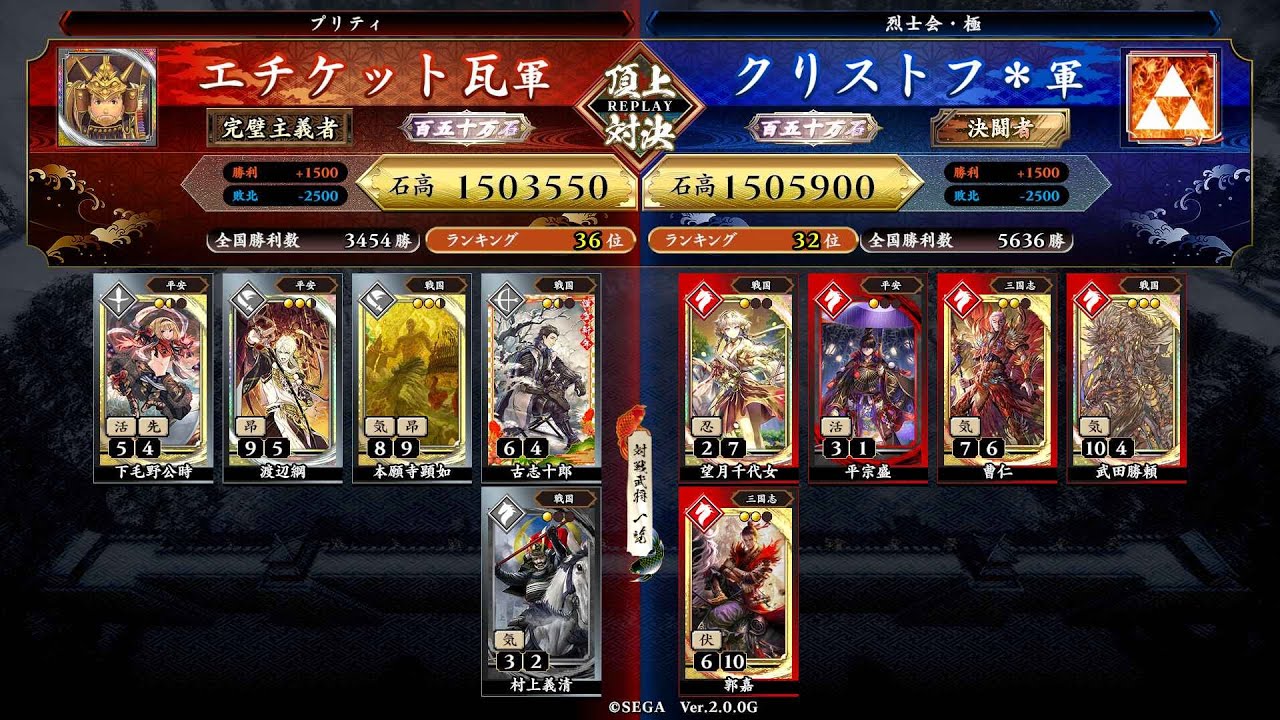 プリティ
烈士会・極
エチケット瓦軍
頂上
REPLAY
対決
クリストフ＊軍
完璧主義者
百五十万石
百五十万石
決闘者
勝利 +1500
敗北 -2500
石高 1503550
石高 1505900
勝利 +1500
敗北 -2500
全国勝利数 3454勝
ランキング 36位
ランキング 32位
全国勝利数 5636勝
平安
活 先
5 4
下毛野公時
平安
昂
9 5
渡辺綱
戦国
気 昂
8 9
本願寺顕如
戦国
6 4
古志十郎
戦国
気
3 2
村上義清
対戦武将一覧
戦国
忍
2 7
望月千代女
平安
活
3 1
平宗盛
三国志
気
7 6
曹仁
戦国
気
10 4
武田勝頼
三国志
伏
6 10
郭嘉
©SEGA Ver.2.0.0G